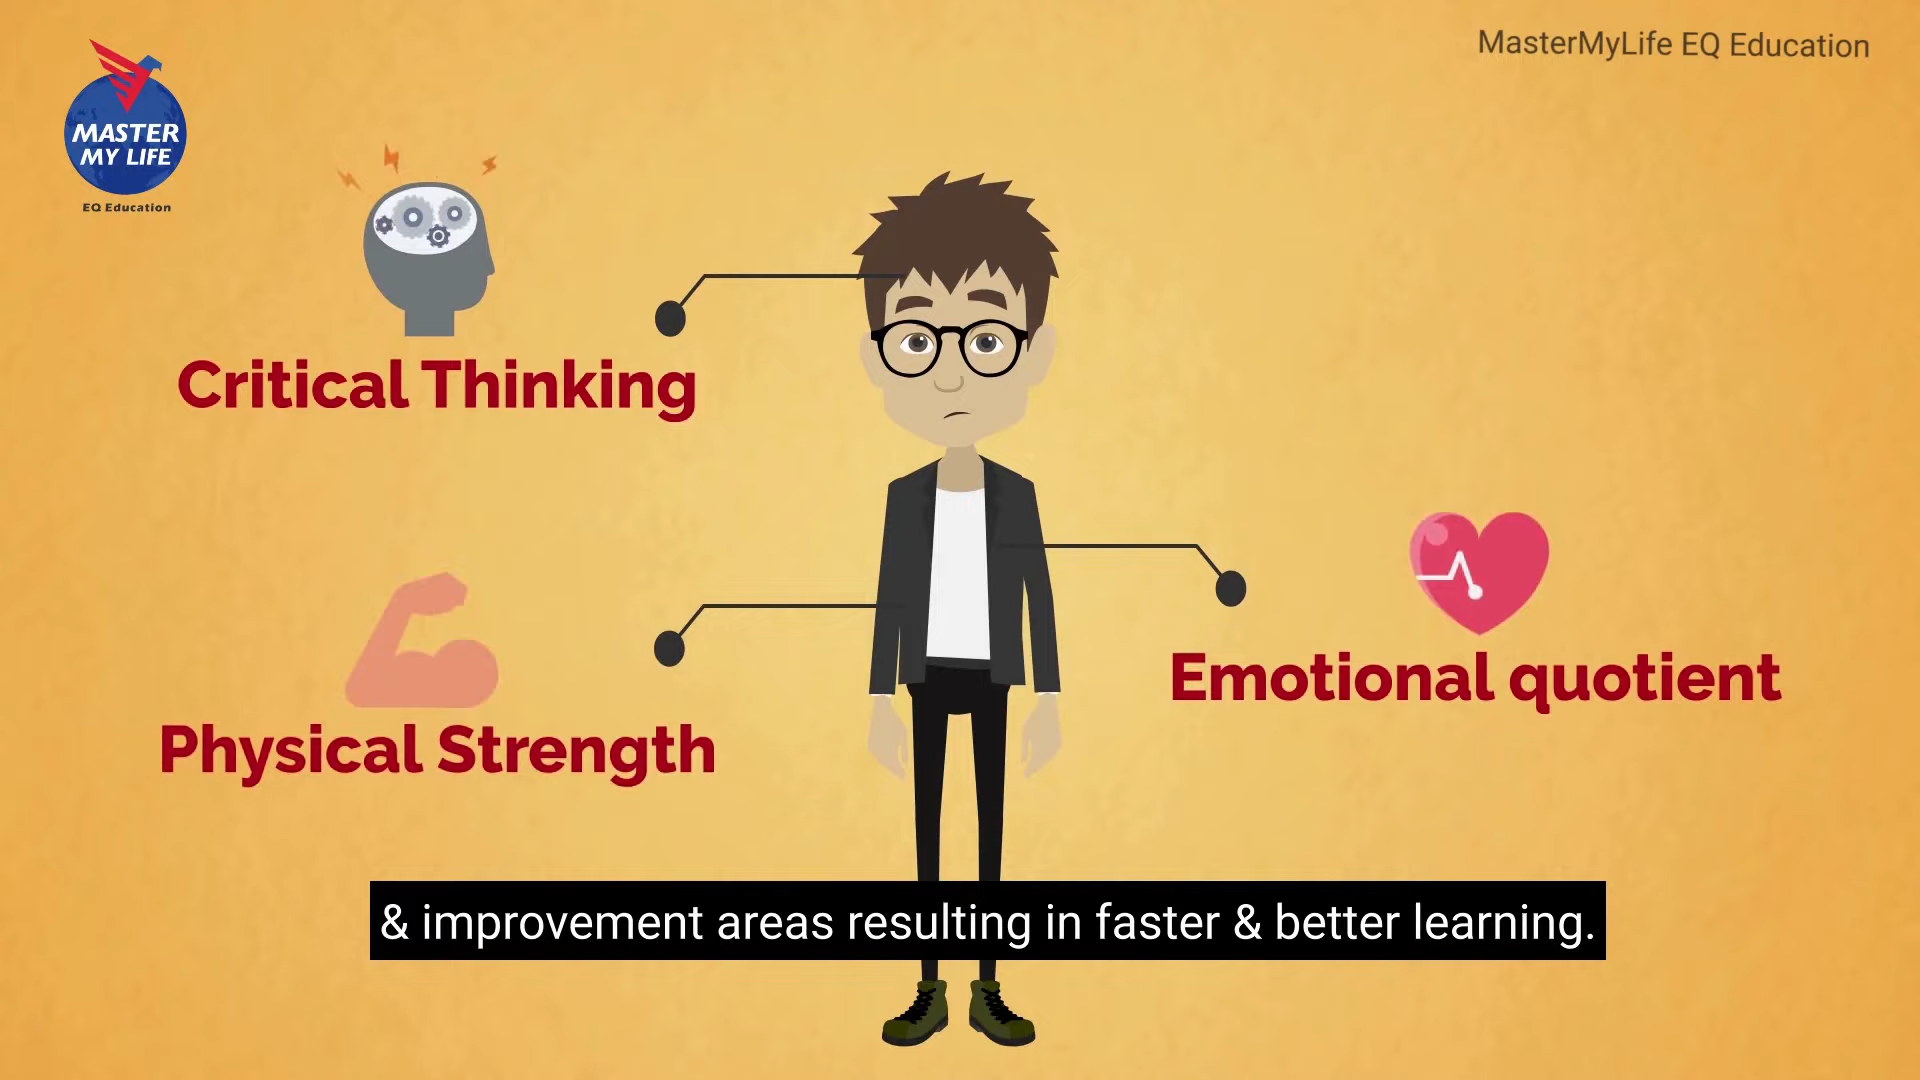 MasterMyLife EQ Education
MASTER
MY LIFE
EQ Education
Critical Thinking
Emotional quotient
Physical Strength
& improvement areas resulting in faster & better learning.